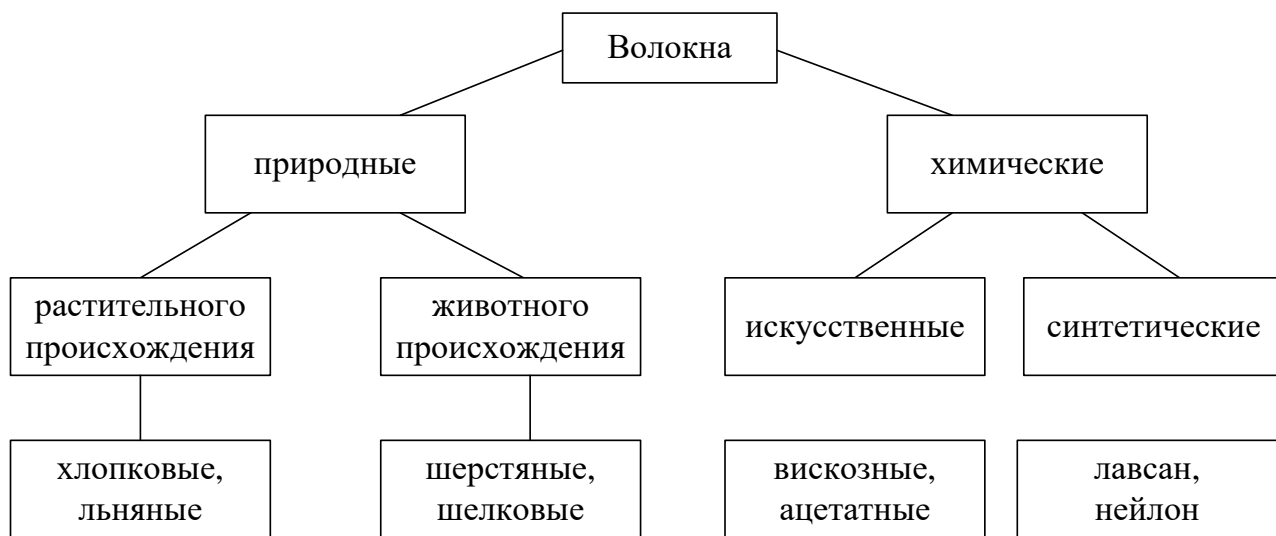 Волокна
природные
химические
растительного
происхождения
животного
происхождения
искусственные
синтетические
хлопковые,
льняные
шерстяные,
шелковые
вискозные,
ацетатные
лавсан,
нейлон